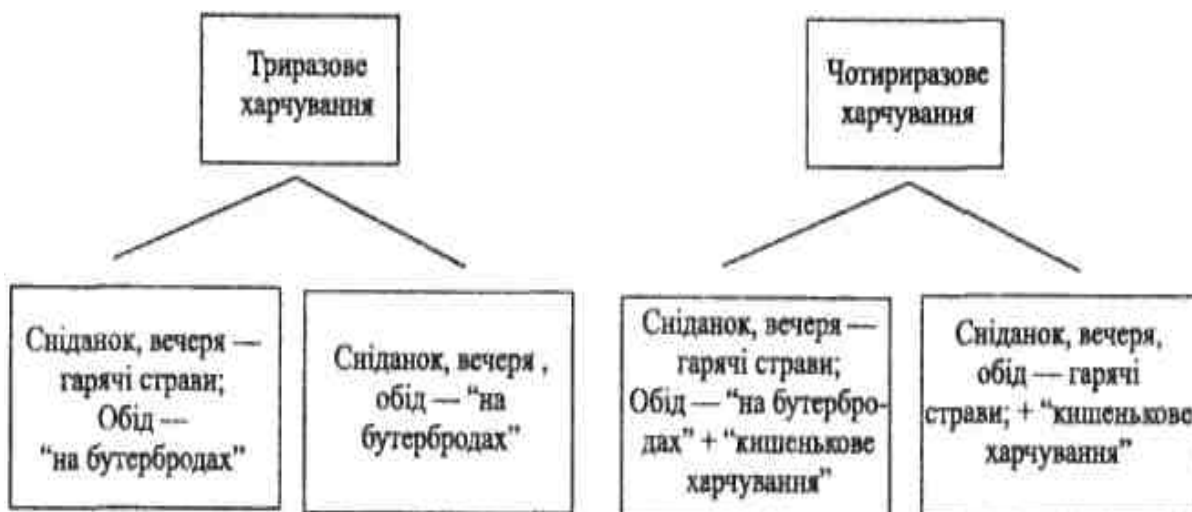 Триразове
харчування
Чотириразове
харчування
Сніданок, вечеря —
гарячі страви;
Обід —
“на бутербродах”
Сніданок, вечеря ,
обід — “на
бутербродах”
Сніданок, вечеря —
гарячі страви;
Обід — “на бутербро-
дах” + “кишенькове
харчування”
Сніданок, вечеря,
обід — гарячі
страви; + “кишенькове
харчування”